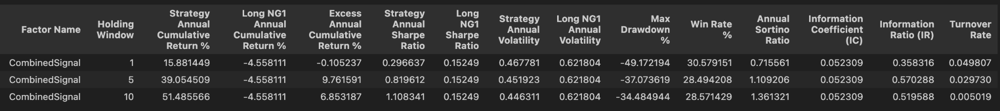 Factor Name Holding Window Strategy Annual Cumulative Return % Long NG1 Annual Cumulative Return % Excess Annual Cumulative Return % Strategy Annual Sharpe Ratio Long NG1 Sharpe Ratio Strategy Annual Volatility Long NG1 Annual Volatility Max Drawdown % Win Rate % Annual Sortino Ratio Information Coefficient (IC) Information Ratio (IR) Turnover Rate
CombinedSignal 1 15.881449 -4.558111 -0.105237 0.296637 0.15249 0.467781 0.621804 -49.172194 30.579151 0.715561 0.052309 0.358316 0.049807
CombinedSignal 5 39.054509 -4.558111 9.761591 0.819612 0.15249 0.451923 0.621804 -37.073619 28.494208 1.109206 0.052309 0.570288 0.029730
CombinedSignal 10 51.485566 -4.558111 6.853187 1.108341 0.15249 0.446311 0.621804 -34.484944 28.571429 1.361321 0.052309 0.519588 0.005019